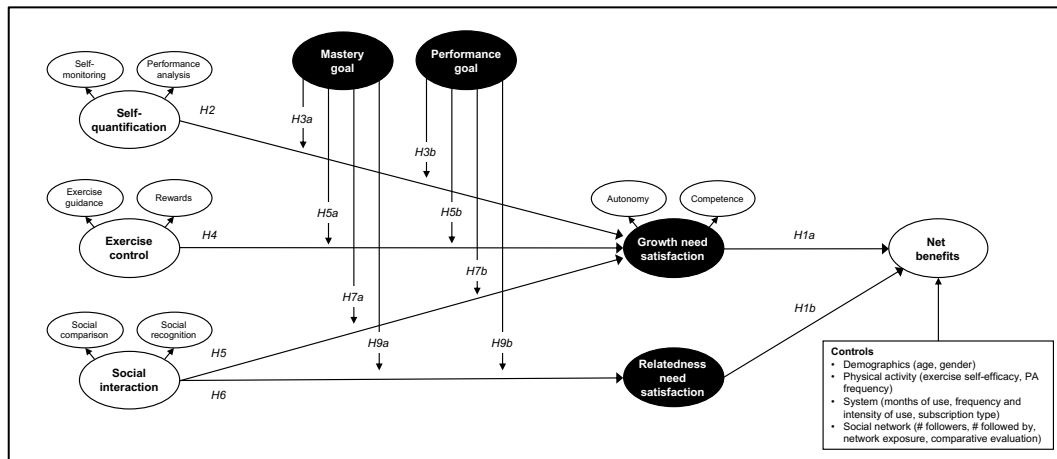 Self-
monitoring
Performance
analysis
Self-
quantification
Mastery
goal
Performance
goal
H2
H3a
H3b
Exercise
guidance
Rewards
Exercise
control
H4
H5a
H5b
Autonomy
Competence
Growth need
satisfaction
H1a
Net
benefits
H7b
H7a
H1b
Social
comparison
Social
recognition
Social
interaction
H5
H6
H9a
H9b
Relatedness
need
satisfaction
Controls
• Demographics (age, gender)
• Physical activity (exercise self-efficacy, PA
frequency)
• System (months of use, frequency and
intensity of use, subscription type)
• Social network (# followers, # followed by,
network exposure, comparative evaluation)